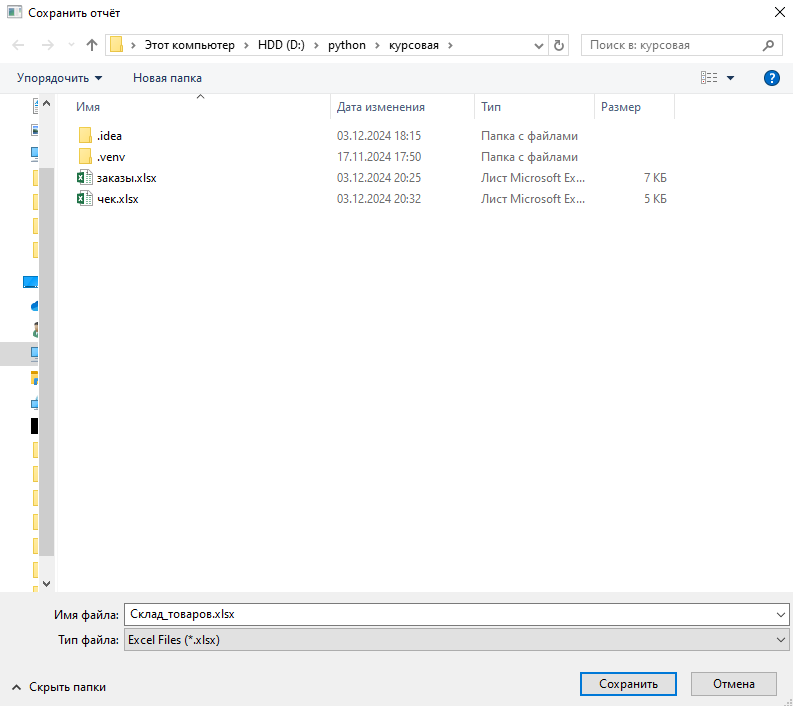 Сохранить отчёт
Этот компьютер > HDD (D:) > python > курсовая >
Поиск в: курсовая
Упорядочить Новая папка
?
Имя Дата изменения Тип Размер
.idea 03.12.2024 18:15 Папка с файлами
.venv 17.11.2024 17:50 Папка с файлами
заказы.xlsx 03.12.2024 20:25 Лист Microsoft Ex... 7 КБ
чек.xlsx 03.12.2024 20:32 Лист Microsoft Ex... 5 КБ
Имя файла: Склад_товаров.xlsx
Тип файла: Excel Files (*.xlsx)
Скрыть папки Сохранить Отмена